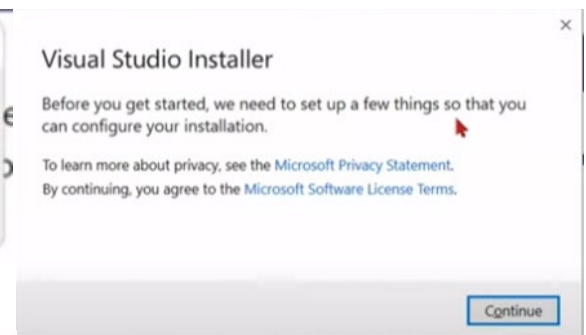 Visual Studio Installer
Before you get started, we need to set up a few things so that you
can configure your installation.
To learn more about privacy, see the Microsoft Privacy Statement.
By continuing, you agree to the Microsoft Software License Terms.
Continue